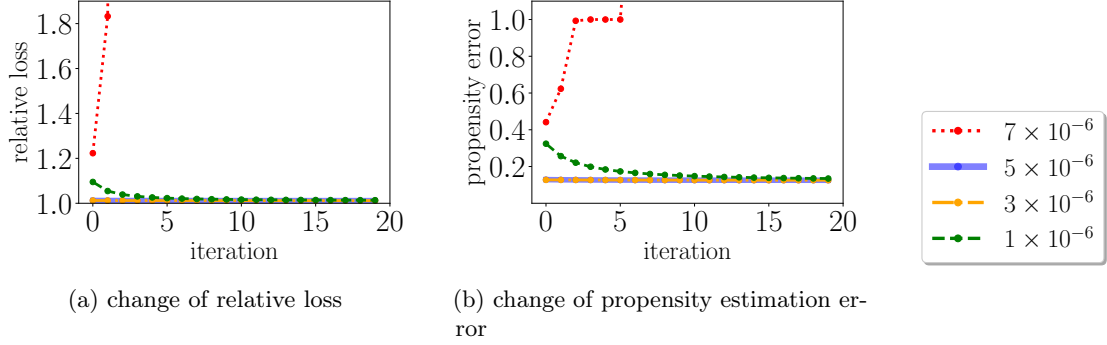 relative loss
1.8
1.6
1.4
1.2
1.0
0 5 10 15 20
iteration
(a) change of relative loss
propensity error
1.0
0.8
0.6
0.4
0.2
0 5 10 15 20
iteration
(b) change of propensity estimation er-
ror
7 × 10⁻⁶
5 × 10⁻⁶
3 × 10⁻⁶
1 × 10⁻⁶